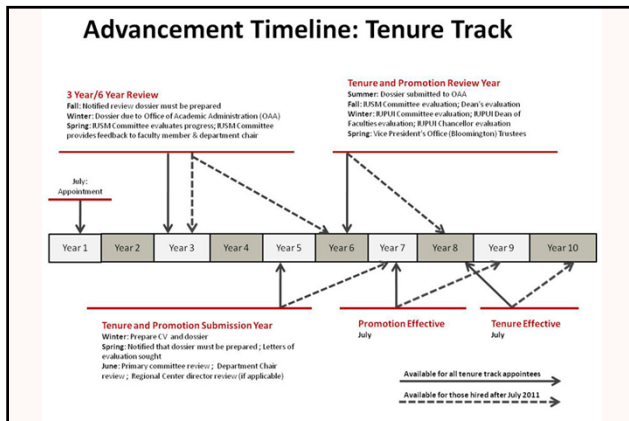 Advancement Timeline: Tenure Track
3 Year/6 Year Review
Fall: Notified review dossier must be prepared
Winter: Dossier due to Office of Academic Administration (OAA)
Spring: IUSM Committee evaluates progress; IUSM Committee
provides feedback to faculty member & department chair
Tenure and Promotion Review Year
Summer: Dossier submitted to OAA
Fall: IUSM Committee evaluation; Dean's evaluation
Winter: IUPUI Committee evaluation; IUPUI Dean of
Faculties evaluation; IUPUI Chancellor evaluation
Spring: Vice President's Office (Bloomington) Trustees
July:
Appointment
Year 1
Year 2
Year 3
Year 4
Year 5
Year 6
Year 7
Year 8
Year 9
Year 10
Tenure and Promotion Submission Year
Winter: Prepare CV and dossier
Spring: Notified that dossier must be prepared ; Letters of
evaluation sought
June: Primary committee review ; Department Chair
review ; Regional Center director review (if applicable)
Promotion Effective
July
Tenure Effective
July
Available for all tenure track appointees
Available for those hired after July 2011